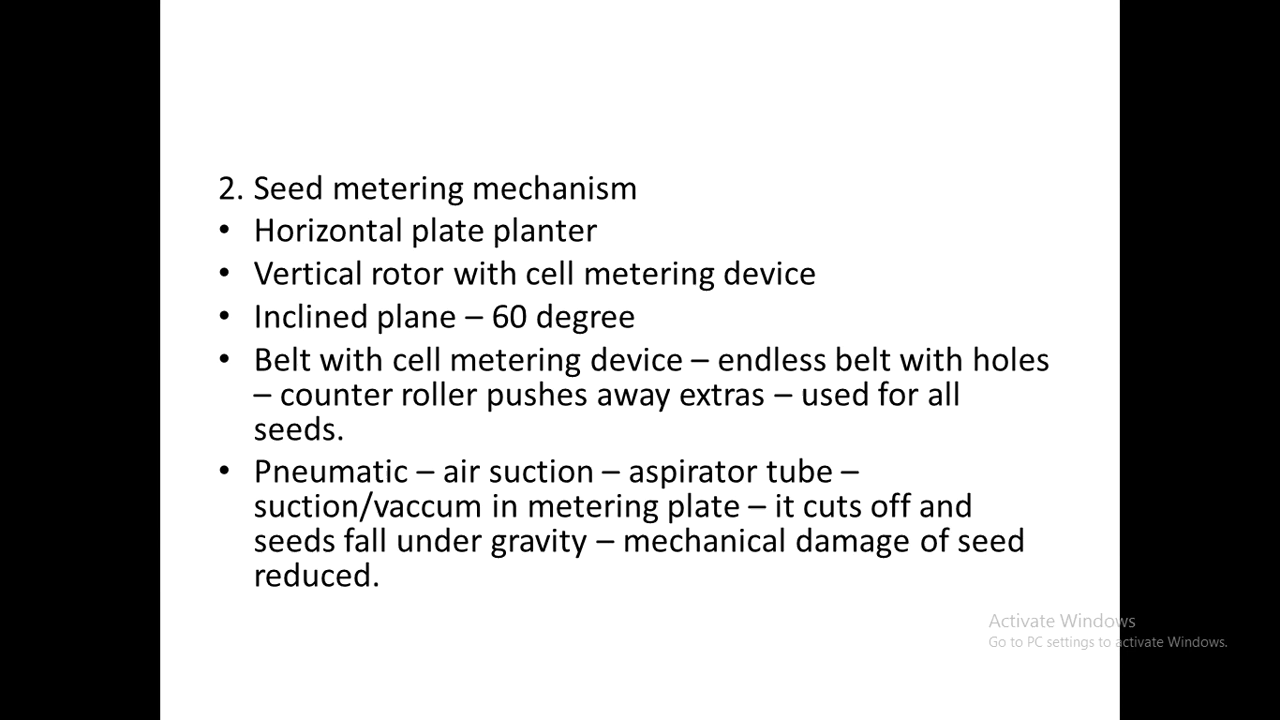 2. Seed metering mechanism
• Horizontal plate planter
• Vertical rotor with cell metering device
• Inclined plane – 60 degree
• Belt with cell metering device – endless belt with holes
– counter roller pushes away extras – used for all
seeds.
• Pneumatic – air suction – aspirator tube –
suction/vaccum in metering plate – it cuts off and
seeds fall under gravity – mechanical damage of seed
reduced.
Activate Windows
Go to PC settings to activate Windows.